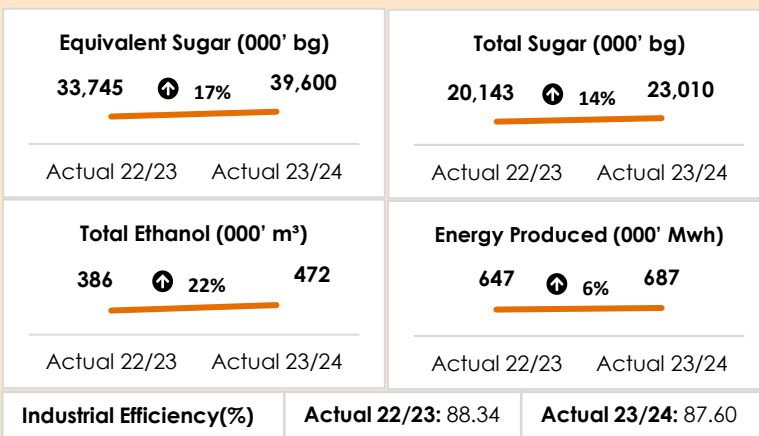 Equivalent Sugar (000' bg)
33,745 17% 39,600
Actual 22/23 Actual 23/24
Total Sugar (000' bg)
20,143 14% 23,010
Actual 22/23 Actual 23/24
Total Ethanol (000' m³)
386 22% 472
Actual 22/23 Actual 23/24
Energy Produced (000' Mwh)
647 6% 687
Actual 22/23 Actual 23/24
Industrial Efficiency(%) Actual 22/23: 88.34 Actual 23/24: 87.60